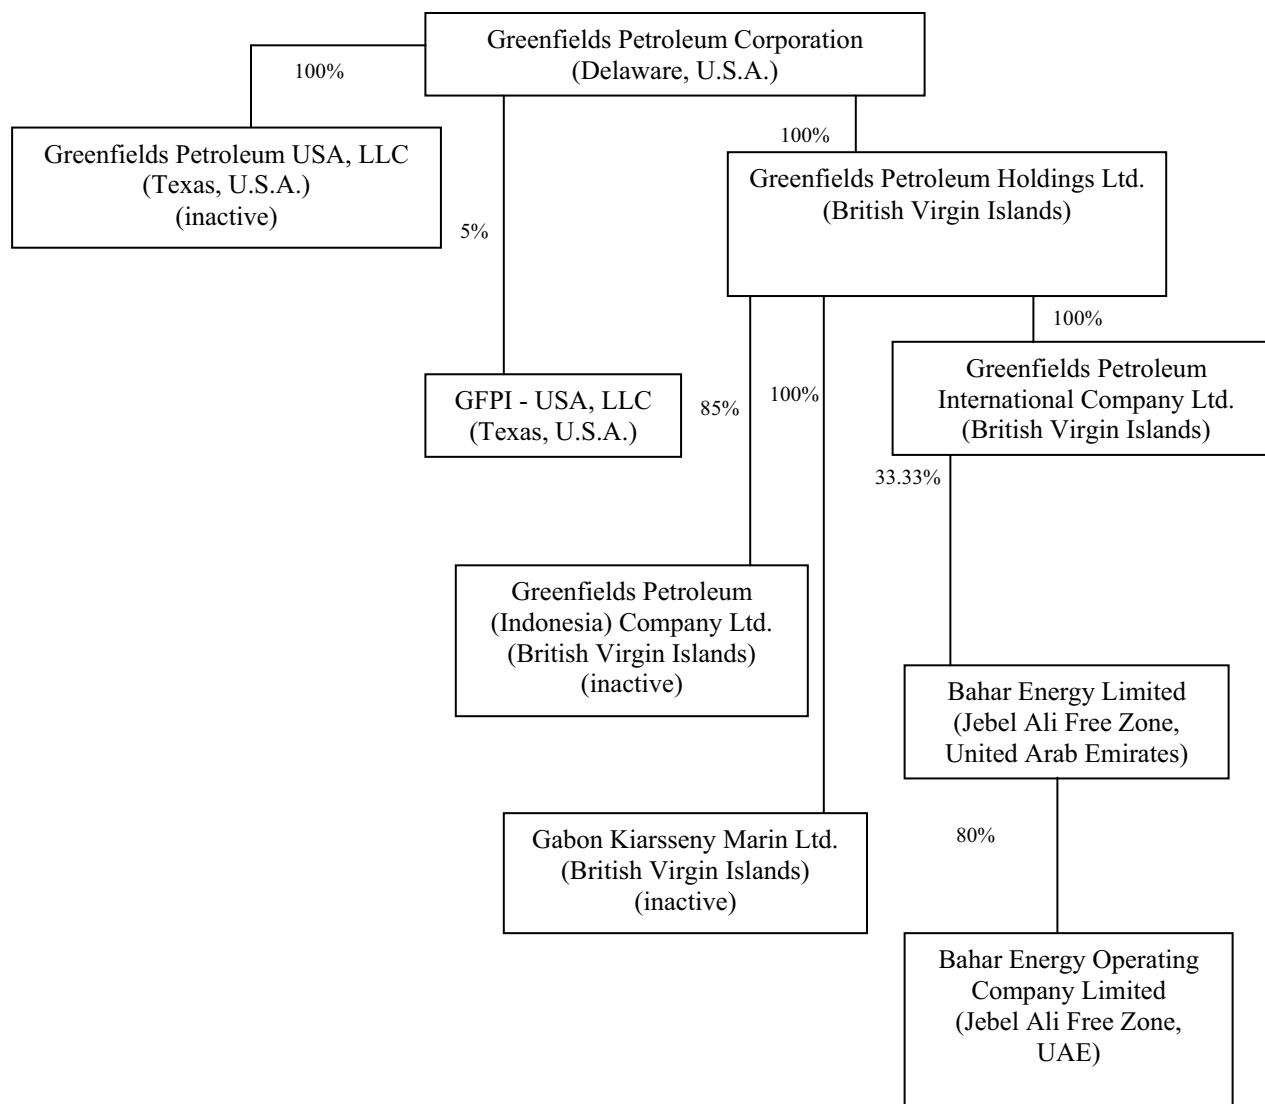 Greenfields Petroleum Corporation
(Delaware, U.S.A.)
100%
100%
Greenfields Petroleum USA, LLC
(Texas, U.S.A.)
(inactive)
Greenfields Petroleum Holdings Ltd.
(British Virgin Islands)
5%
100%
GFPI - USA, LLC
(Texas, U.S.A.)
85%
100%
Greenfields Petroleum
International Company Ltd.
(British Virgin Islands)
33.33%
Greenfields Petroleum
(Indonesia) Company Ltd.
(British Virgin Islands)
(inactive)
Bahar Energy Limited
(Jebel Ali Free Zone,
United Arab Emirates)
Gabon Kiarsseny Marin Ltd.
(British Virgin Islands)
(inactive)
80%
Bahar Energy Operating
Company Limited
(Jebel Ali Free Zone,
UAE)